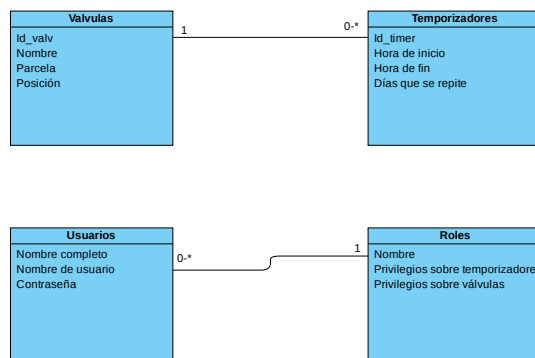 Valvulas
Id_valv
Nombre
Parcela
Posición
1
0-*
Temporizadores
Id_timer
Hora de inicio
Hora de fin
Días que se repite
Usuarios
Nombre completo
Nombre de usuario
Contraseña
0-*
1
Roles
Nombre
Privilegios sobre temporizadore
Privilegios sobre válvulas